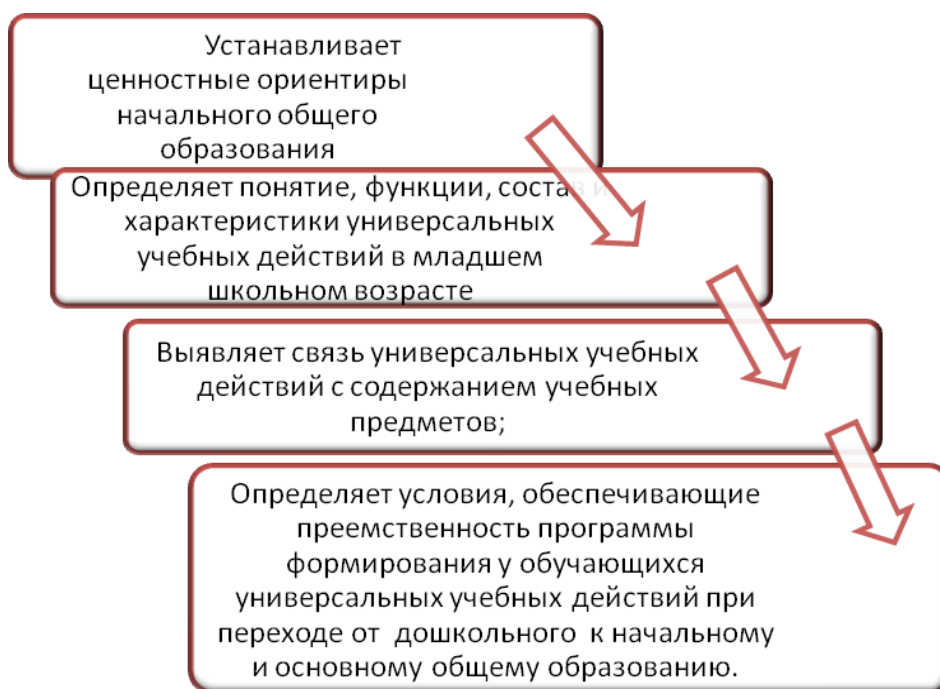 Устанавливает
ценностные ориентиры
начального общего
образования
Определяет понятие, функции, состав и
характеристики универсальных
учебных действий в младшем
школьном возрасте
Выявляет связь универсальных учебных
действий с содержанием учебных
предметов;
Определяет условия, обеспечивающие
преемственность программы
формирования у обучающихся
универсальных учебных действий при
переходе от дошкольного к начальному
и основному общему образованию.